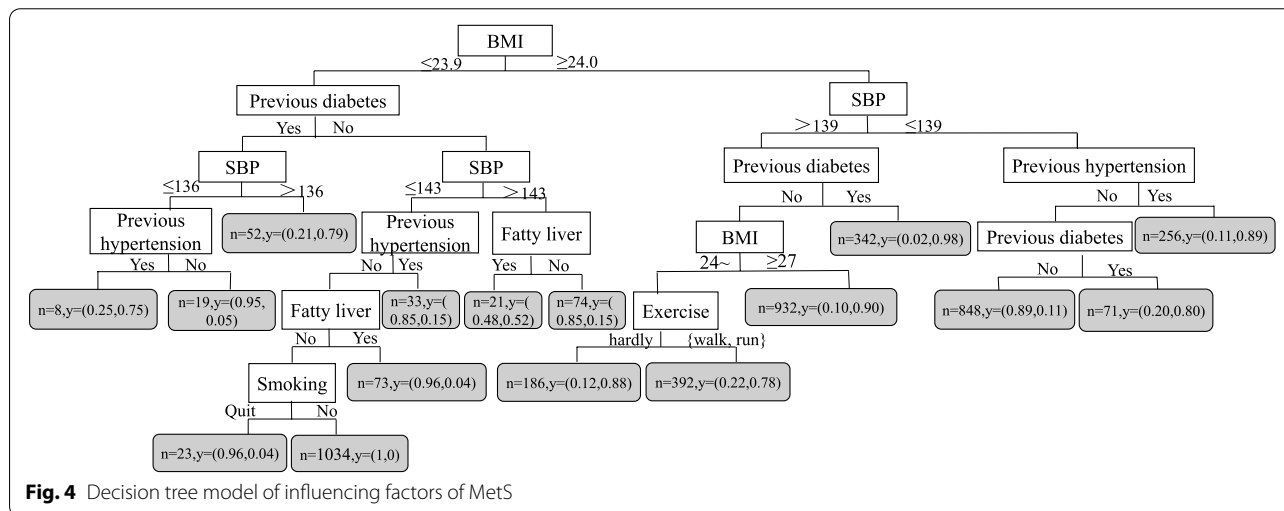 BMI
≤23.9 ≥24.0
Previous diabetes
SBP
Yes No
>139 ≤139
SBP
SBP
Previous diabetes
Previous hypertension
≤136 >136
≤143 >143
No Yes
No Yes
Previous
hypertension
n=52,y=(0.21,0.79)
Previous
hypertension
Fatty liver
BMI
n=342,y=(0.02,0.98)
Previous diabetes
n=256,y=(0.11,0.89)
Yes No
No Yes
Yes No
24~ ≥27
No Yes
n=8,y=(0.25,0.75)
n=19,y=(0.95,
0.05)
Fatty liver
n=33,y=(
0.85,0.15)
n=21,y=(
0.48,0.52)
n=74,y=(
0.85,0.15)
Exercise
n=932,y=(0.10,0.90)
n=848,y=(0.89,0.11)
n=71,y=(0.20,0.80)
No Yes
hardly {walk, run}
Smoking
n=73,y=(0.96,0.04)
n=186,y=(0.12,0.88)
n=392,y=(0.22,0.78)
Quit No
n=23,y=(0.96,0.04)
n=1034,y=(1,0)
Fig. 4 Decision tree model of influencing factors of MetS